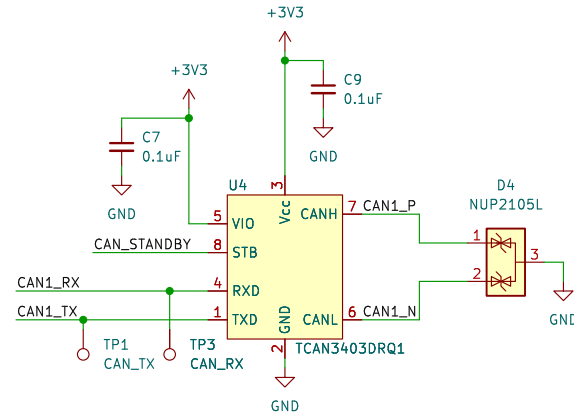 +3V3
+3V3
C9
0.1uF
C7
0.1uF
GND
GND
U4
3
Vcc
D4
NUP2105L
5
VIO
CANH
7
CAN1_P
CAN_STANDBY
8
STB
1
2
3
CAN1_RX
4
RXD
CAN1_TX
1
TXD
GND
CANL
6
CAN1_N
GND
2
TCAN3403DRQ1
TP1
CAN_TX
TP3
CAN_RX
GND